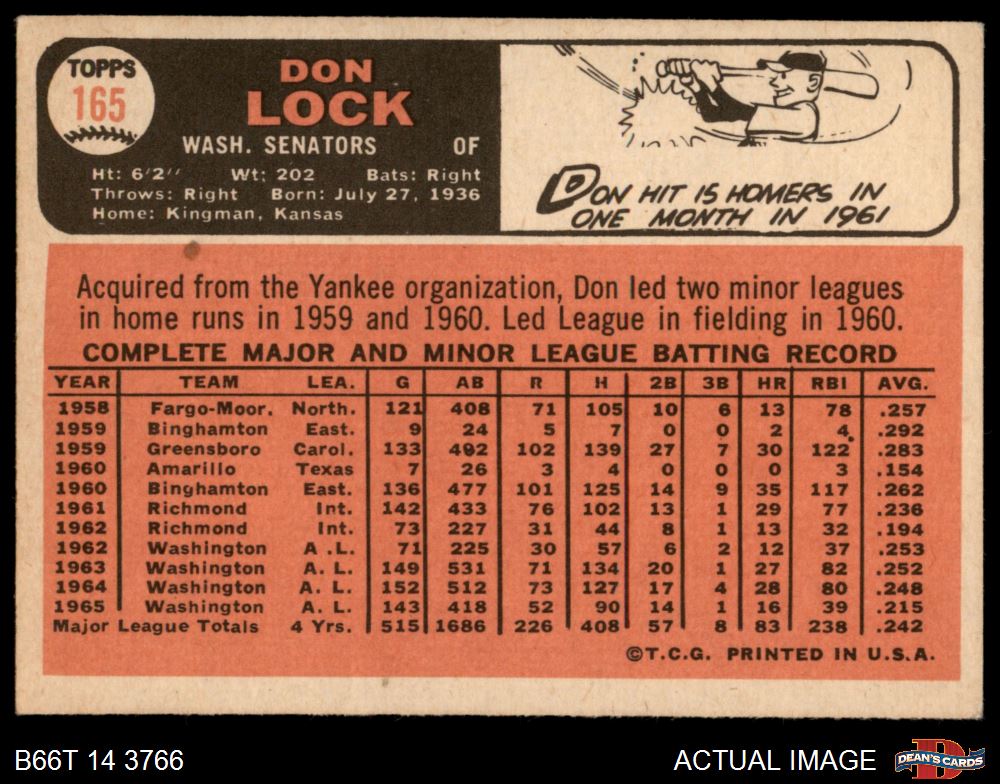 TOPPS
165
DON
LOCK
WASH. SENATORS OF
Ht: 6'2" Wt: 202 Bats: Right
Throws: Right Born: July 27, 1936
Home: Kingman, Kansas
DON HIT 15 HOMERS IN
ONE MONTH IN 1961
Acquired from the Yankee organization, Don led two minor leagues
in home runs in 1959 and 1960. Led League in fielding in 1960.
COMPLETE MAJOR AND MINOR LEAGUE BATTING RECORD
YEAR TEAM LEA. G AB R H 2B 3B HR RBI AVG.
1958 Fargo-Moor. North. 121 408 71 105 10 6 13 78 .257
1959 Binghamton East. 9 24 5 7 0 0 2 4 .292
1959 Greensboro Carol. 133 492 102 139 27 7 30 122 .283
1960 Amarillo Texas 7 26 3 4 0 0 0 3 .154
1960 Binghamton East. 136 477 101 125 14 9 35 117 .262
1961 Richmond Int. 142 433 76 102 13 1 29 77 .236
1962 Richmond Int. 73 227 31 44 8 1 13 32 .194
1962 Washington A .L. 71 225 30 57 6 2 12 37 .253
1963 Washington A. L. 149 531 71 134 20 1 27 82 .252
1964 Washington A. L. 152 512 73 127 17 4 28 80 .248
1965 Washington A. L. 143 418 52 90 14 1 16 39 .215
Major League Totals 4 Yrs. 515 1686 226 408 57 8 83 238 .242
©T.C.G. PRINTED IN U.S.A.
B66T 14 3766 ACTUAL IMAGE
D
DEAN'S CARDS